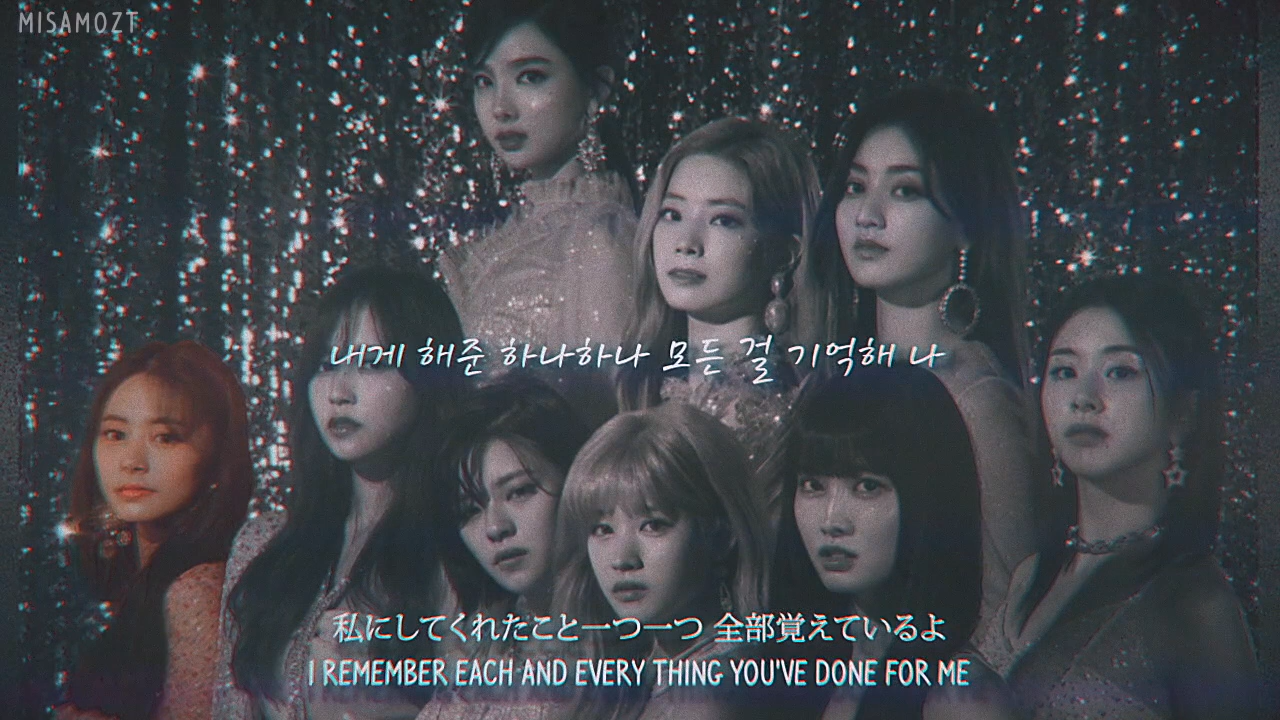 MISAMOZT
내게 해준 하나하나 모든 걸 기억해 나
私にしてくれたこと一つ一つ 全部覚えているよ
I REMEMBER EACH AND EVERY THING YOU'VE DONE FOR ME